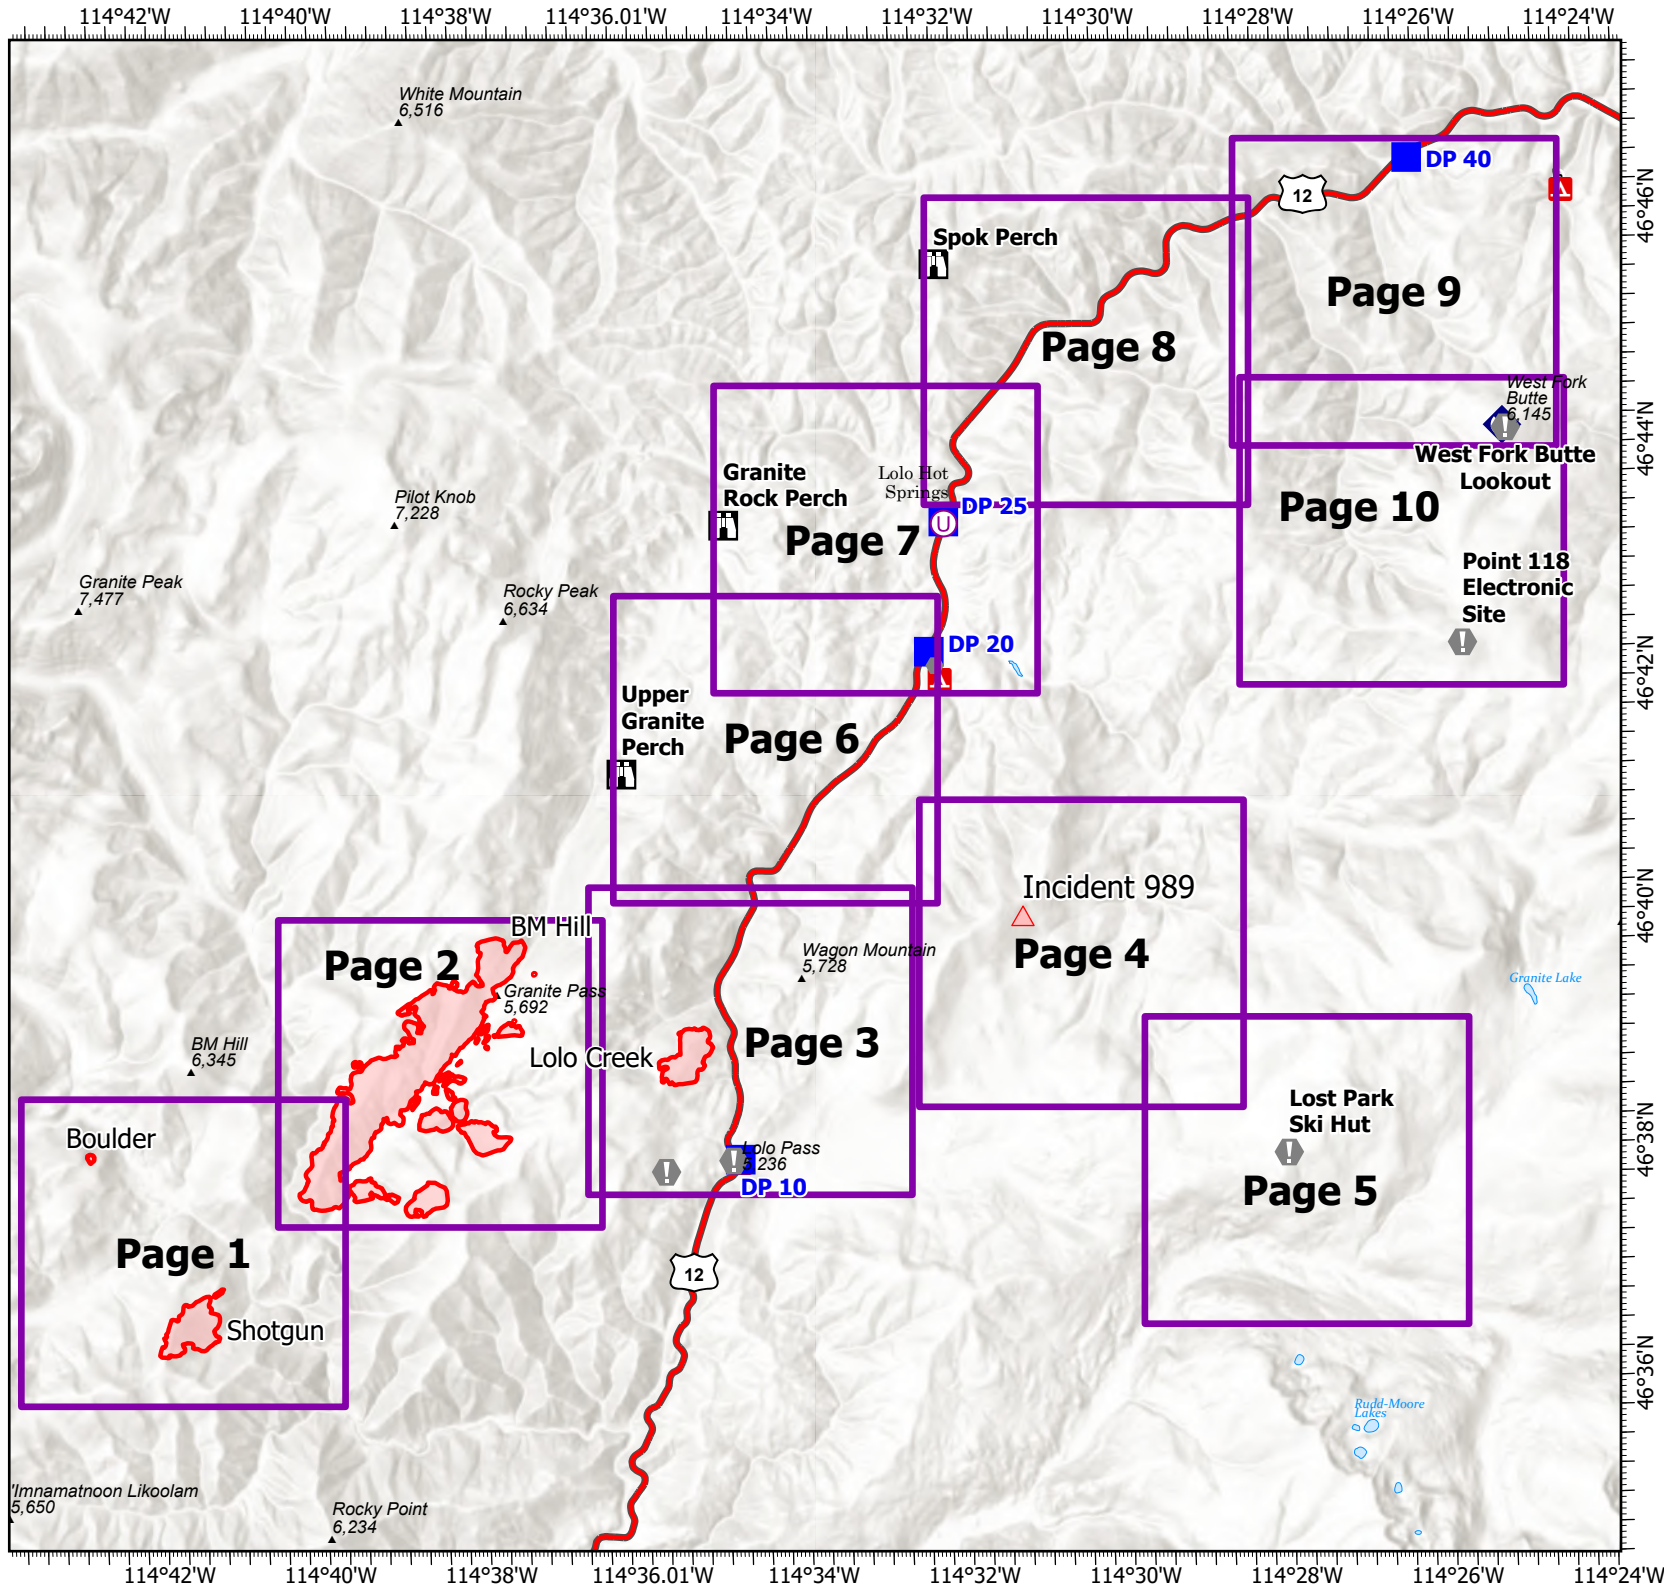 114°42'W 114°40'W 114°38'W 114°36.01'W 114°34'W 114°32'W 114°30'W 114°28'W 114°26'W 114°24'W
White Mountain
6,516
DP 40
12
46°46'N
Spok Perch
Page 9
Page 8
West Fork
Butte
6,145
46°44'N
West Fork Butte
Lookout
Granite
Rock Perch
Lolo Hot
Springs
DP 25
U
Page 10
Pilot Knob
7,228
Page 7
Point 118
Electronic
Site
Granite Peak
7,477
Rocky Peak
6,634
DP 20
46°42'N
Upper
Granite
Perch
Page 6
Incident 989
46°40'N
BM Hill
Page 2
Wagon Mountain
5,728
Page 4
Granite Pass
5,692
Granite Lake
BM Hill
6,345
Lolo Creek
Page 3
Lost Park
Ski Hut
46°38'N
Boulder
Lolo Pass
5,236
DP 10
Page 5
Page 1
12
Shotgun
46°36'N
Rudd-Moore
Lakes
'Imnamatnoon Likoolam
5,650
Rocky Point
6,234
114°42'W 114°40'W 114°38'W 114°36.01'W 114°34'W 114°32'W 114°30'W 114°28'W 114°26'W 114°24'W